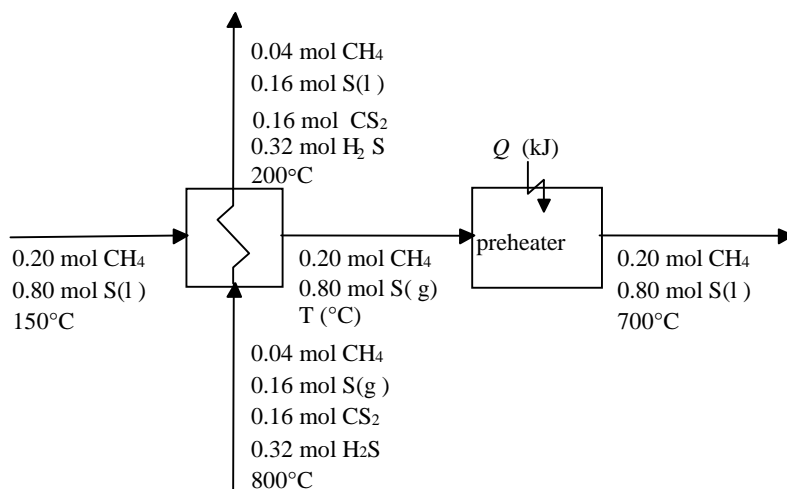 0.04 mol CH4
0.16 mol S(l )
0.16 mol CS2
0.32 mol H2 S
200°C
Q (kJ)
preheater
0.20 mol CH4
0.80 mol S(l )
150°C
0.20 mol CH4
0.80 mol S( g)
T (°C)
0.20 mol CH4
0.80 mol S(l )
700°C
0.04 mol CH4
0.16 mol S(g )
0.16 mol CS2
0.32 mol H2S
800°C